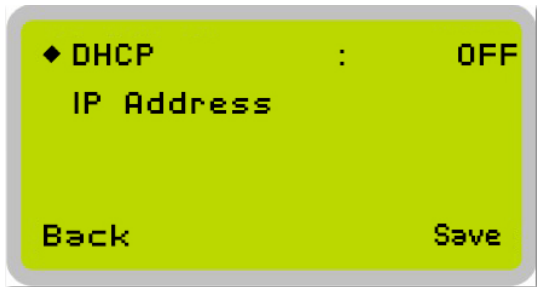 ◆ DHCP : OFF
IP Address
Back Save